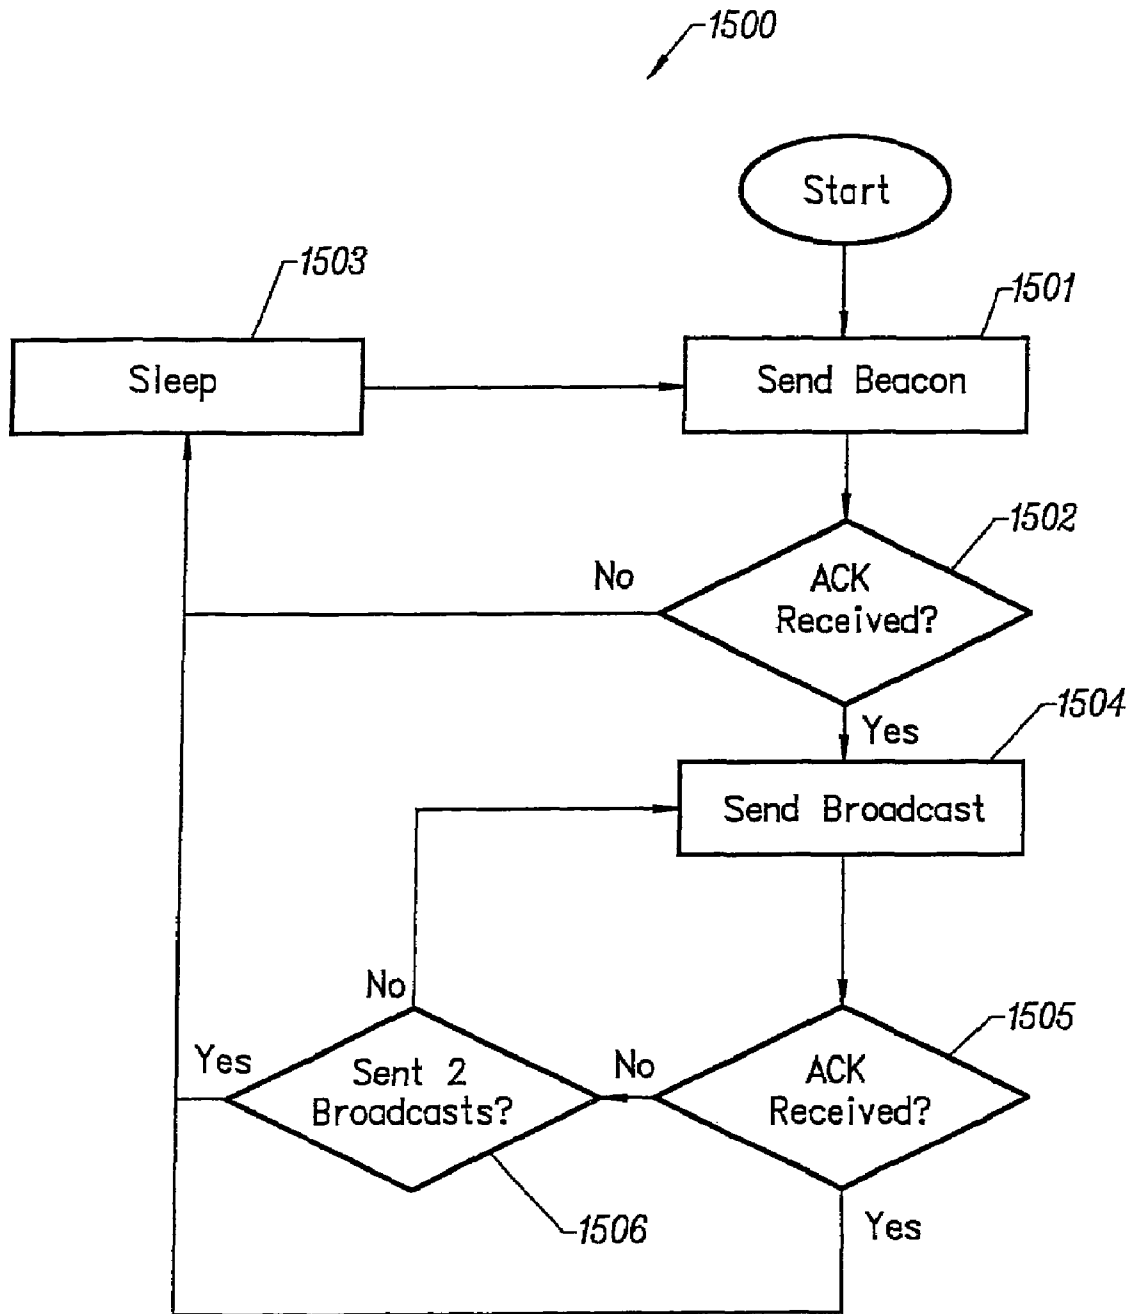 1500
Start
1503
1501
Sleep
Send Beacon
1502
No
ACK
Received?
1504
Yes
Send Broadcast
No
1505
Yes
Sent 2
Broadcasts?
No
ACK
Received?
1506
Yes